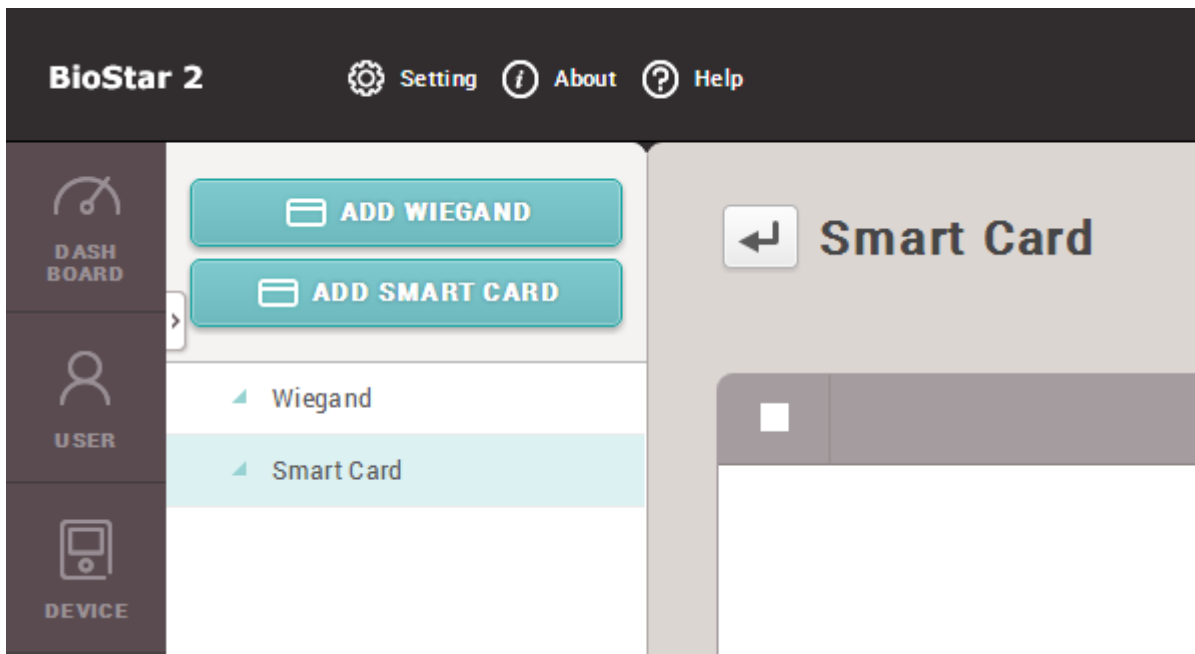 BioStar 2
Setting
About
Help
DASH
BOARD
USER
DEVICE
ADD WIEGAND
ADD SMART CARD
Wiegand
Smart Card
Smart Card